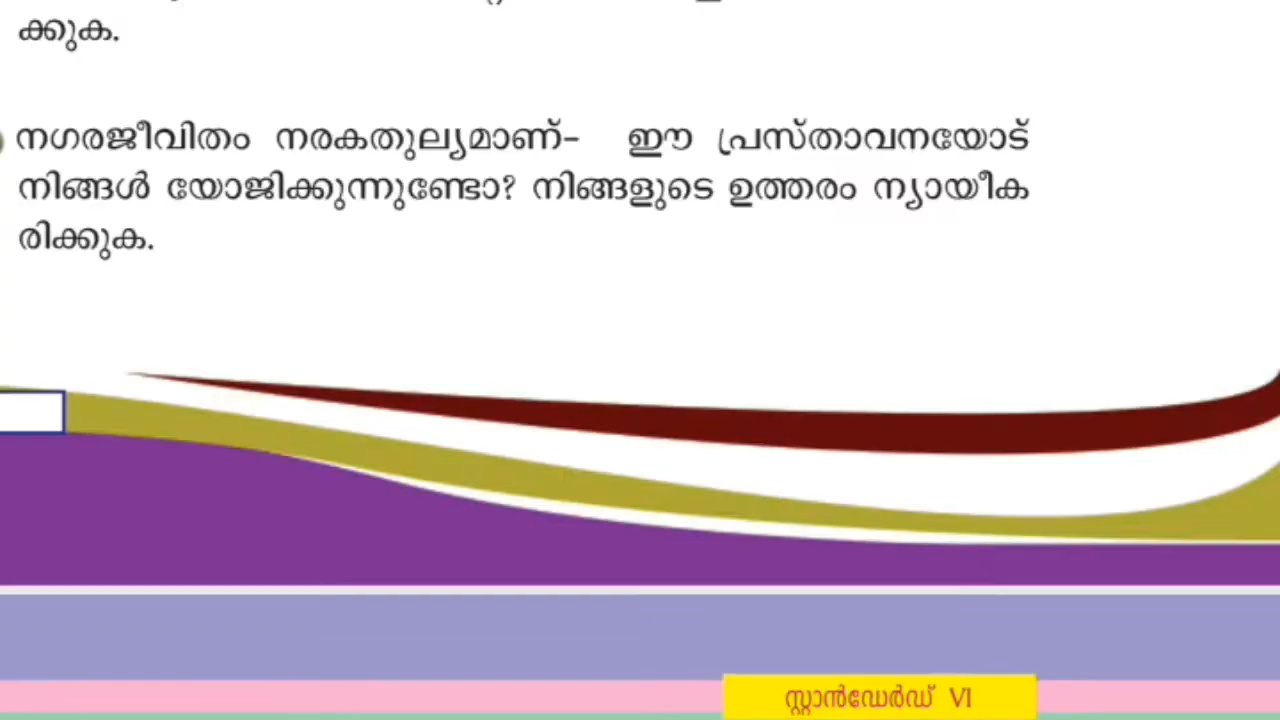 ക്കുക.
നഗരജീവിതം നരകതുല്യമാണ്– ഈ പ്രസ്താവനയോട്
നിങ്ങൾ യോജിക്കുന്നുണ്ടോ? നിങ്ങളുടെ ഉത്തരം ന്യായീക
രിക്കുക.
സ്റ്റാൻഡേർഡ് VI